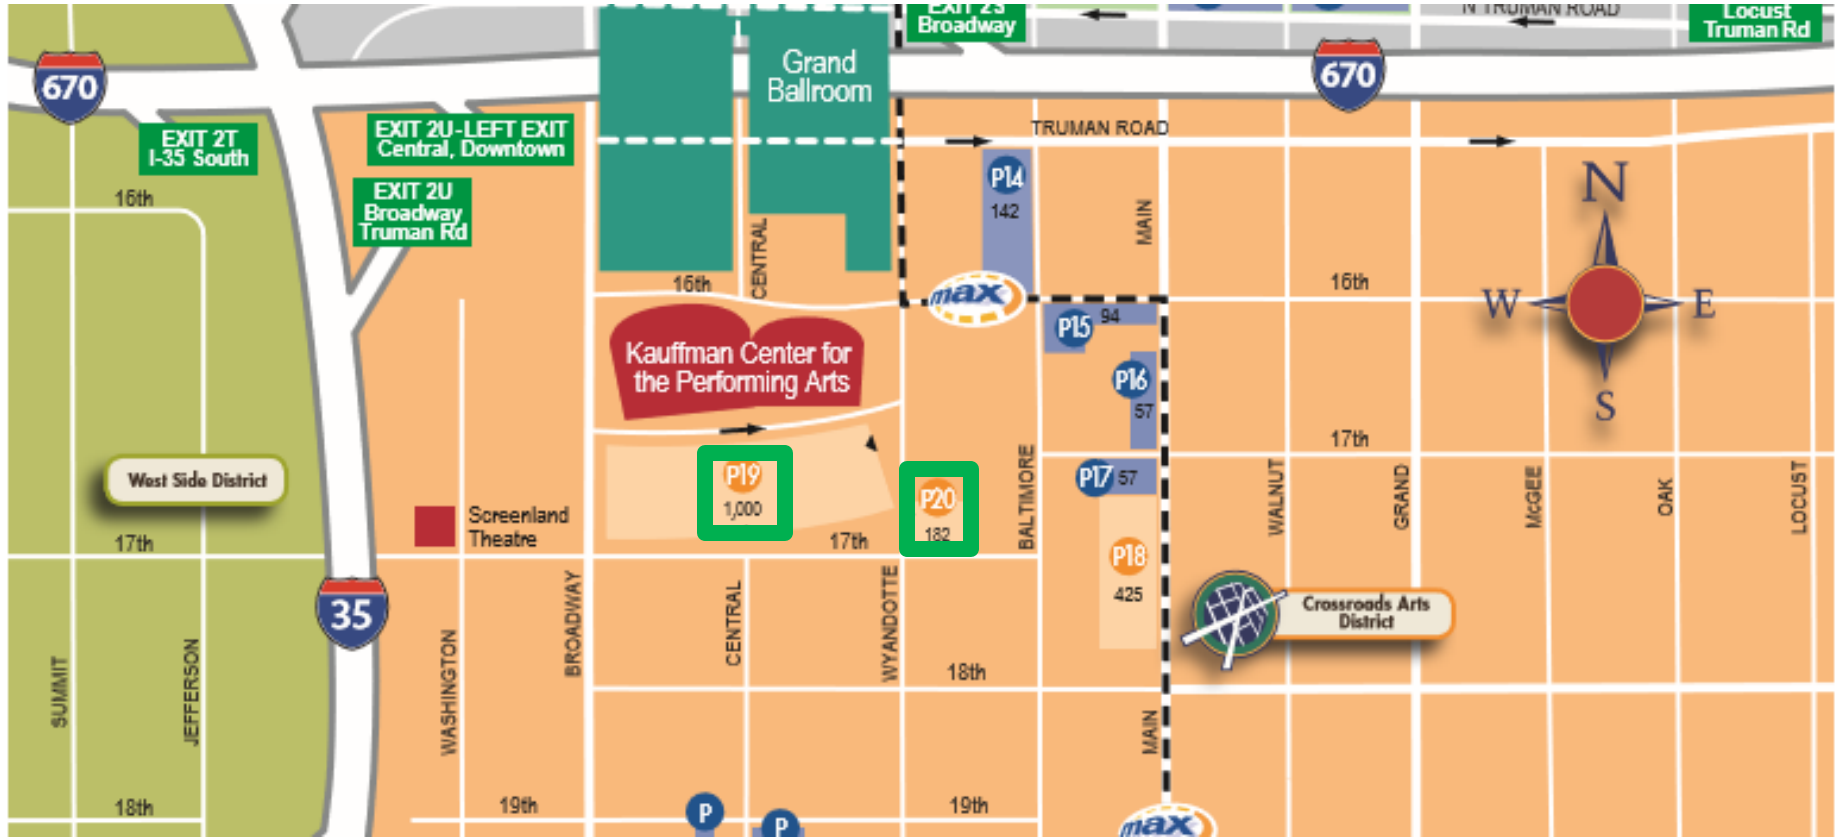 EXIT 2S
Broadway
N TRUMAN ROAD
Locust
Truman Rd
670
Grand
Ballroom
670
EXIT 2T
I-35 South
EXIT 2U-LEFT EXIT
Central, Downtown
TRUMAN ROAD
EXIT 2U
Broadway
Truman Rd
16th
P14
142
MAIN
N
CENTRAL
16th
max
16th
W
E
S
P15
94
Kauffman Center for
the Performing Arts
P16
57
17th
West Side District
P19
1,000
P20
182
BALTIMORE
P17 57
WALNUT
GRAND
McGEE
OAK
LOCUST
Screenland
Theatre
17th
17th
P18
425
35
Crossroads Arts
District
SUMMIT
JEFFERSON
WASHINGTON
BROADWAY
CENTRAL
WYANDOTTE
18th
MAIN
18th
19th
P
P
19th
max